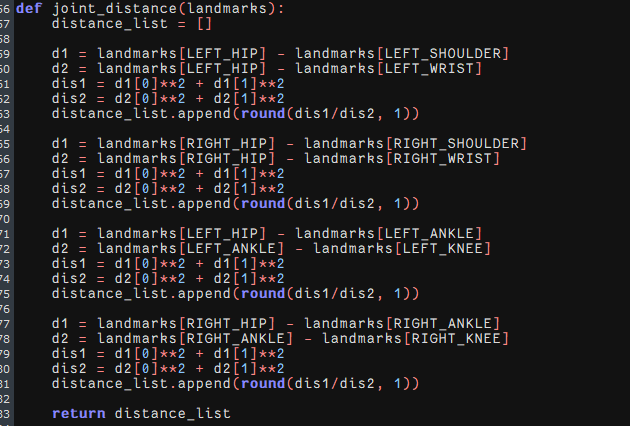 56 def joint_distance(landmarks):
57     distance_list = []
58
59     d1 = landmarks[LEFT_HIP] - landmarks[LEFT_SHOULDER]
60     d2 = landmarks[LEFT_HIP] - landmarks[LEFT_WRIST]
61     dis1 = d1[0]**2 + d1[1]**2
62     dis2 = d2[0]**2 + d2[1]**2
63     distance_list.append(round(dis1/dis2, 1))
64
65     d1 = landmarks[RIGHT_HIP] - landmarks[RIGHT_SHOULDER]
66     d2 = landmarks[RIGHT_HIP] - landmarks[RIGHT_WRIST]
67     dis1 = d1[0]**2 + d1[1]**2
68     dis2 = d2[0]**2 + d2[1]**2
69     distance_list.append(round(dis1/dis2, 1))
70
71     d1 = landmarks[LEFT_HIP] - landmarks[LEFT_ANKLE]
72     d2 = landmarks[LEFT_ANKLE] - landmarks[LEFT_KNEE]
73     dis1 = d1[0]**2 + d1[1]**2
74     dis2 = d2[0]**2 + d2[1]**2
75     distance_list.append(round(dis1/dis2, 1))
76
77     d1 = landmarks[RIGHT_HIP] - landmarks[RIGHT_ANKLE]
78     d2 = landmarks[RIGHT_ANKLE] - landmarks[RIGHT_KNEE]
79     dis1 = d1[0]**2 + d1[1]**2
80     dis2 = d2[0]**2 + d2[1]**2
81     distance_list.append(round(dis1/dis2, 1))
82
83     return distance_list